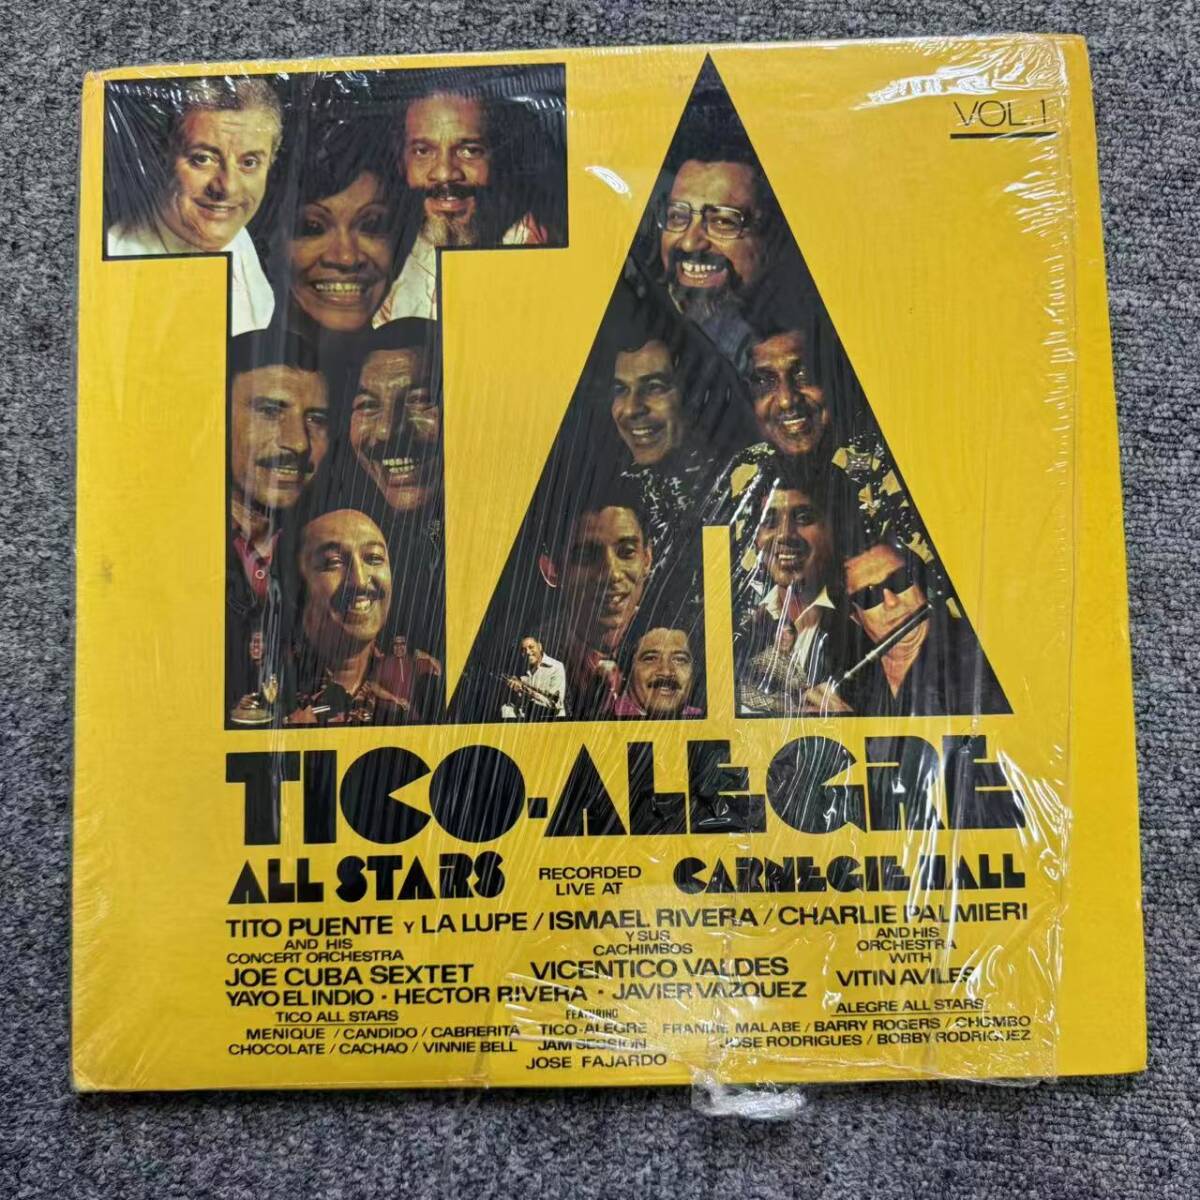 VOL. 1
TA
TICO-ALEGRE
ALL STARS RECORDED LIVE AT CARNEGIE HALL
TITO PUENTE Y LA LUPE / ISMAEL RIVERA / CHARLIE PALMIERI
AND HIS CONCERT ORCHESTRA
Y SUS CACHIMBOS
AND HIS ORCHESTRA WITH
JOE CUBA SEXTET VICENTICO VALDES VITIN AVILES
YAYO EL INDIO • HECTOR RIVERA • JAVIER VAZQUEZ
TICO ALL STARS FEATURING ALEGRE ALL STARS
MENIQUE / CANDIDO / CABRERITA TICO-ALEGRE FRANKIE MALABE / BARRY ROGERS / CHOMBO
CHOCOLATE / CACHAO / VINNIE BELL JAM SESSION JOSE RODRIGUES / BOBBY RODRIGUEZ
JOSE FAJARDO